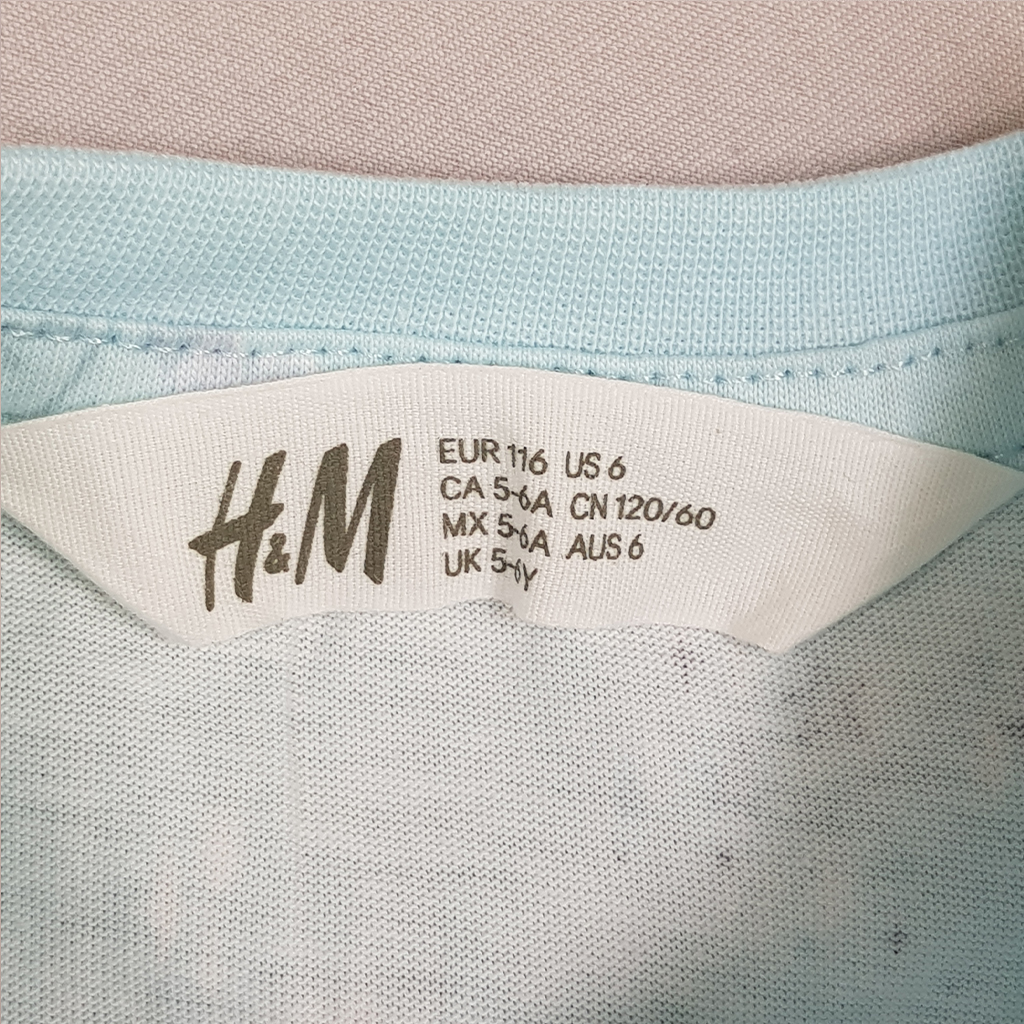 H&M
EUR 116 US 6
CA 5-6A CN 120/60
MX 5-6A AUS 6
UK 5-6Y